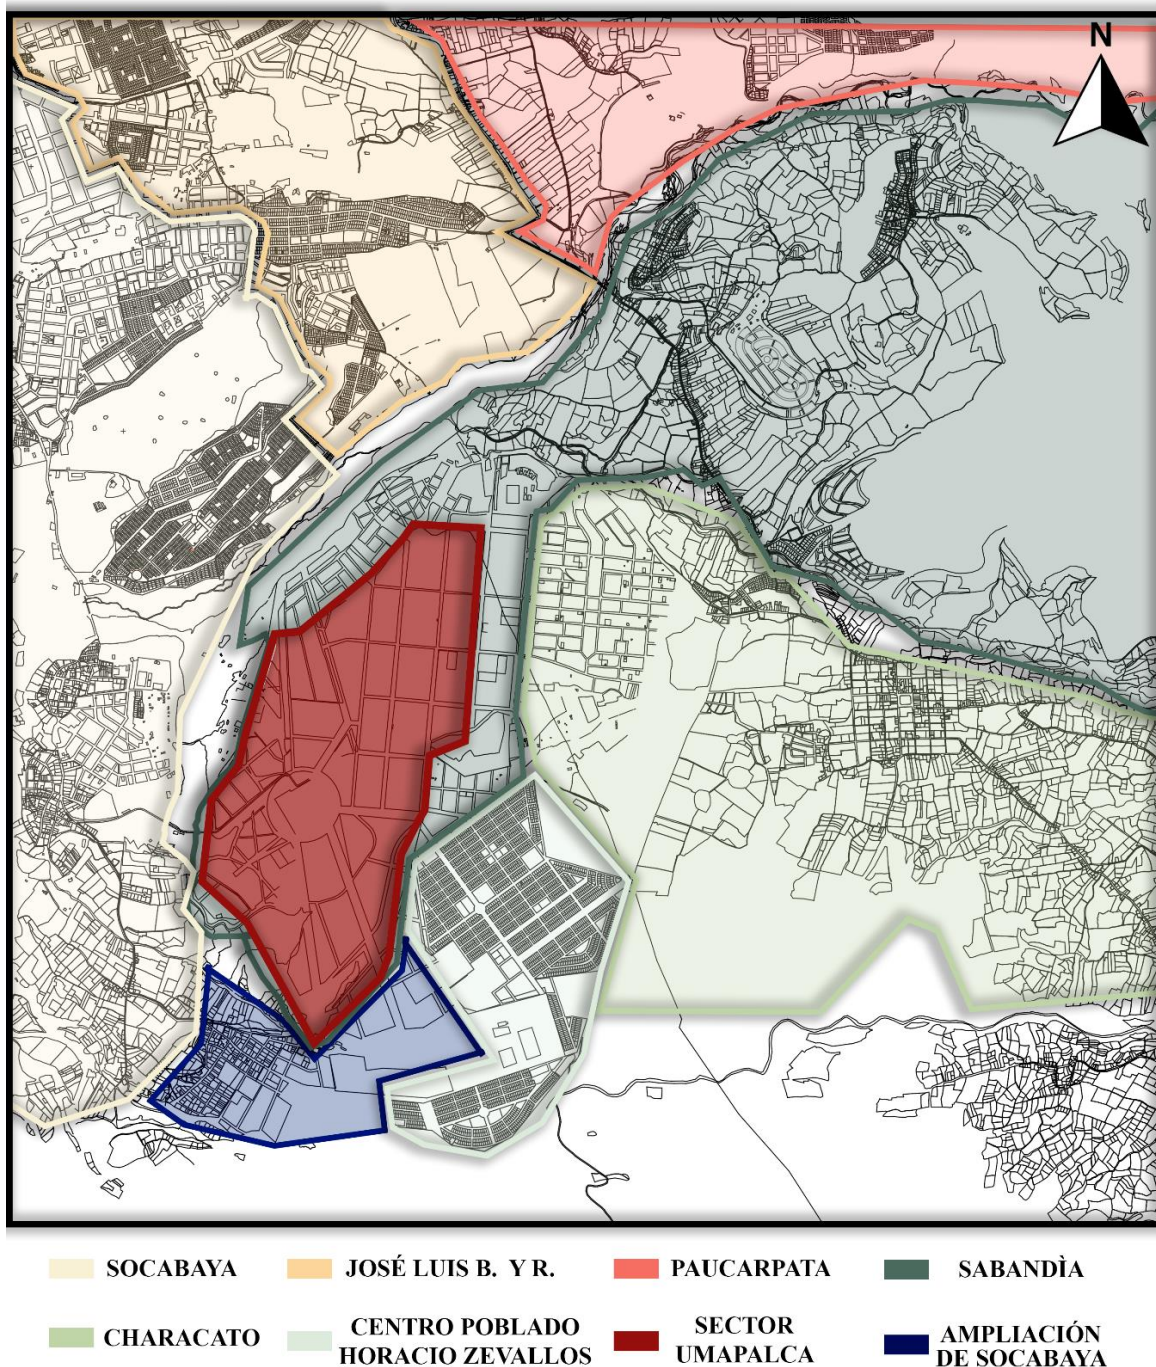 N
SOCABAYA
JOSÉ LUIS B. Y R.
PAUCARPATA
SABANDÌA
CHARACATO
CENTRO POBLADO
HORACIO ZEVALLOS
SECTOR
UMAPALCA
AMPLIACIÓN
DE SOCABAYA